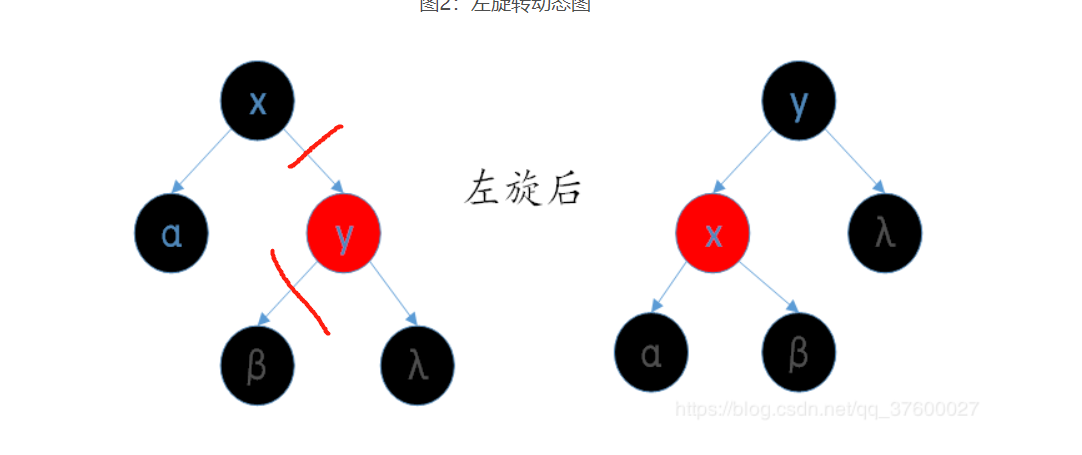 图2：左旋转动态图
x
y
α
y
左旋后
x
λ
β
λ
α
β
https://blog.csdn.net/qq_37600027